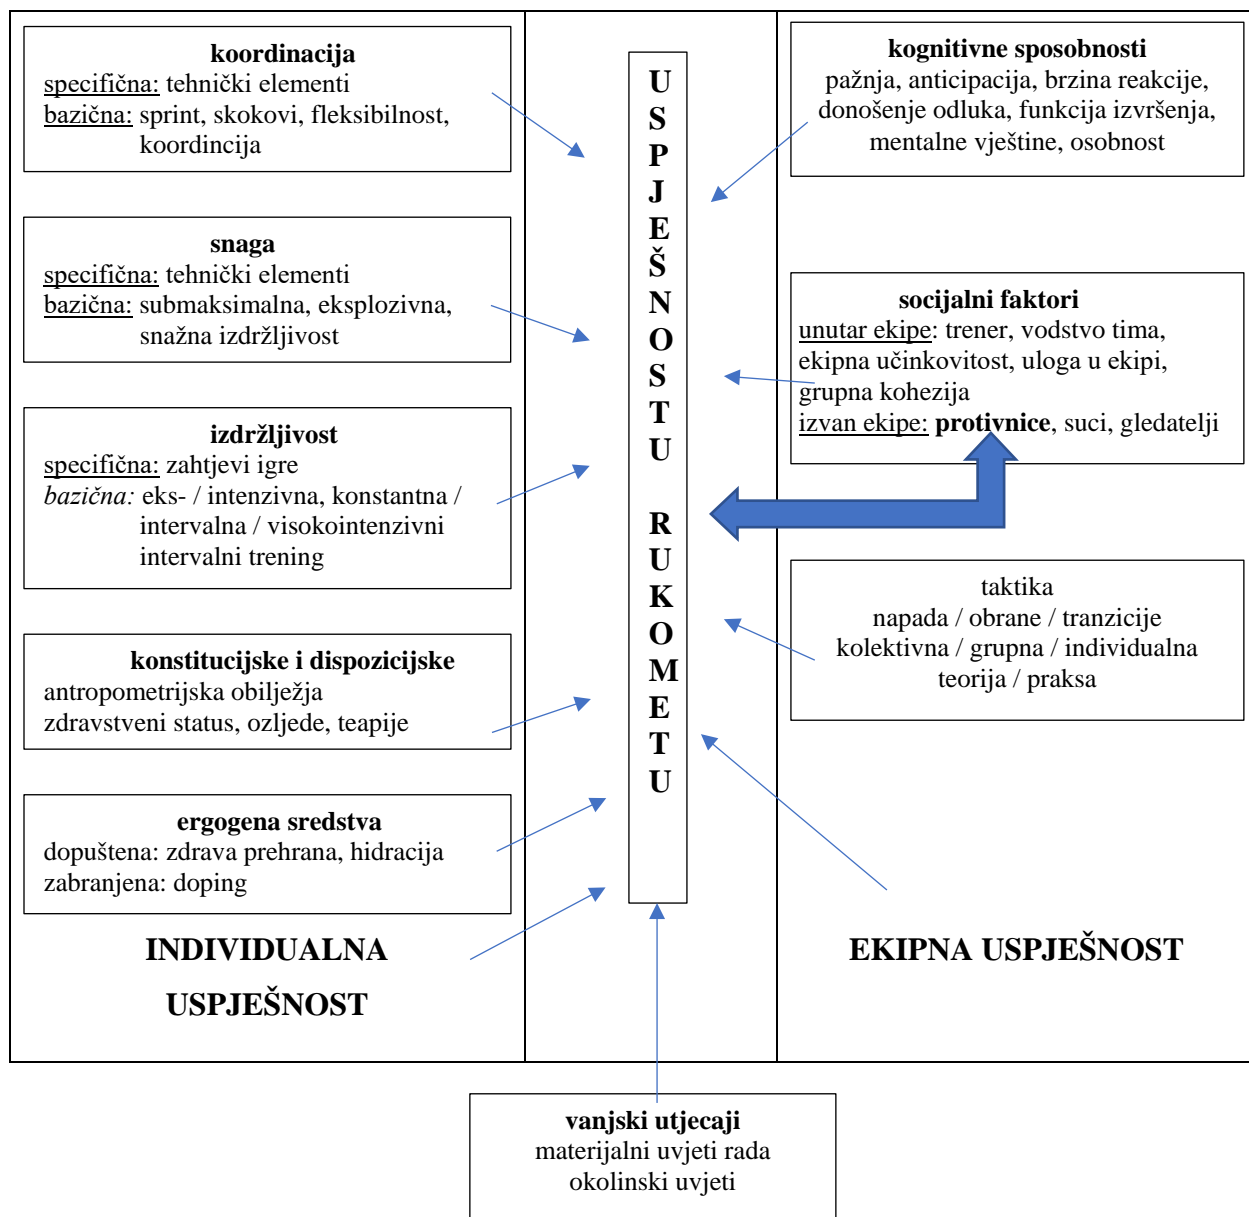 koordinacija
specifična: tehnički elementi
bazična: sprint, skokovi, fleksibilnost,
koordincija
snaga
specifična: tehnički elementi
bazična: submaksimalna, eksplozivna,
snažna izdržljivost
izdržljivost
specifična: zahtjevi igre
bazična: eks- / intenzivna, konstantna /
intervalna / visokointenzivni
intervalni trening
konstitucijske i dispozicijske
antropometrijska obilježja
zdravstveni status, ozljede, teapije
ergogena sredstva
dopuštena: zdrava prehrana, hidracija
zabranjena: doping
INDIVIDUALNA
USPJEŠNOST
U
S
P
J
E
Š
N
O
S
T
U
R
U
K
O
M
E
T
U
kognitivne sposobnosti
pažnja, anticipacija, brzina reakcije,
donošenje odluka, funkcija izvršenja,
mentalne vještine, osobnost
socijalni faktori
unutar ekipe: trener, vodstvo tima,
ekipna učinkovitost, uloga u ekipi,
grupna kohezija
izvan ekipe: protivnice, suci, gledatelji
taktika
napada / obrane / tranzicije
kolektivna / grupna / individualna
teorija / praksa
EKIPNA USPJEŠNOST
vanjski utjecaji
materijalni uvjeti rada
okolinski uvjeti